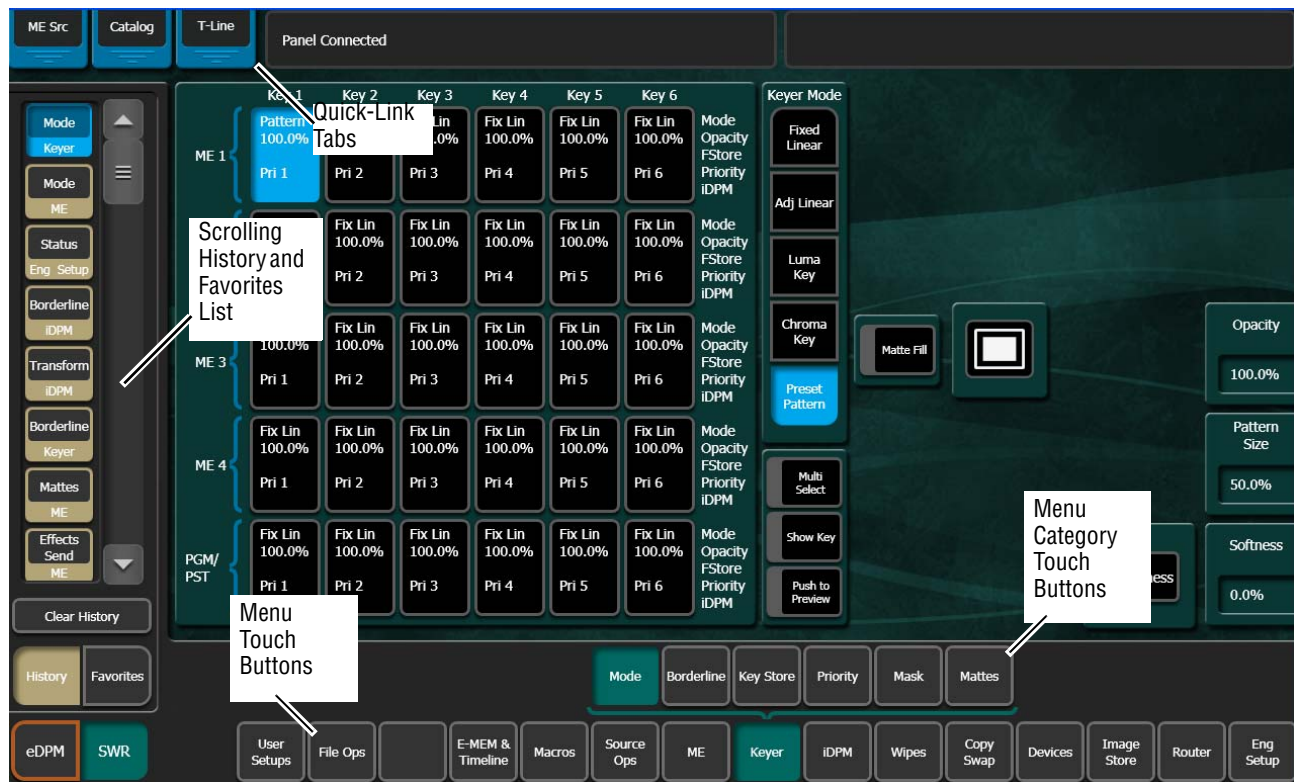 ME Src
Catalog
T-Line
Panel Connected
Mode
Keyer
Mode
ME
Status
Eng Setup
Borderline
iDPM
Transform
iDPM
Borderline
Keyer
Mattes
ME
Effects
Send
ME
Clear History
History
Favorites
eDPM
SWR
Quick-Link
Tabs
Scrolling
History and
Favorites
List
Menu
Touch
Buttons
Menu
Category
Touch
Buttons
Key 1
Key 2
Key 3
Key 4
Key 5
Key 6
ME 1
Pattern
100.0%
Pri 1
Pri 2
Lin
.0%
Pri 3
Fix Lin
100.0%
Pri 4
Fix Lin
100.0%
Pri 5
Fix Lin
100.0%
Pri 6
Mode
Opacity
FStore
Priority
iDPM
Fix Lin
100.0%
Pri 2
Fix Lin
100.0%
Pri 3
Fix Lin
100.0%
Pri 4
Fix Lin
100.0%
Pri 5
Fix Lin
100.0%
Pri 6
Mode
Opacity
FStore
Priority
iDPM
ME 3
100.0%
Pri 1
Fix Lin
100.0%
Pri 2
Fix Lin
100.0%
Pri 3
Fix Lin
100.0%
Pri 4
Fix Lin
100.0%
Pri 5
Fix Lin
100.0%
Pri 6
Mode
Opacity
FStore
Priority
iDPM
ME 4
Fix Lin
100.0%
Pri 1
Fix Lin
100.0%
Pri 2
Fix Lin
100.0%
Pri 3
Fix Lin
100.0%
Pri 4
Fix Lin
100.0%
Pri 5
Fix Lin
100.0%
Pri 6
Mode
Opacity
FStore
Priority
iDPM
PGM/
PST
Fix Lin
100.0%
Pri 1
Fix Lin
100.0%
Pri 2
Fix Lin
100.0%
Pri 3
Fix Lin
100.0%
Pri 4
Fix Lin
100.0%
Pri 5
Fix Lin
100.0%
Pri 6
Mode
Opacity
FStore
Priority
iDPM
Keyer Mode
Fixed
Linear
Adj Linear
Luma
Key
Chroma
Key
Preset
Pattern
Multi
Select
Show Key
Push to
Preview
Matte Fill
Opacity
100.0%
Pattern
Size
50.0%
Softness
0.0%
ess
Mode
Borderline
Key Store
Priority
Mask
Mattes
User
Setups
File Ops
E-MEM &
Timeline
Macros
Source
Ops
ME
Keyer
iDPM
Wipes
Copy
Swap
Devices
Image
Store
Router
Eng
Setup